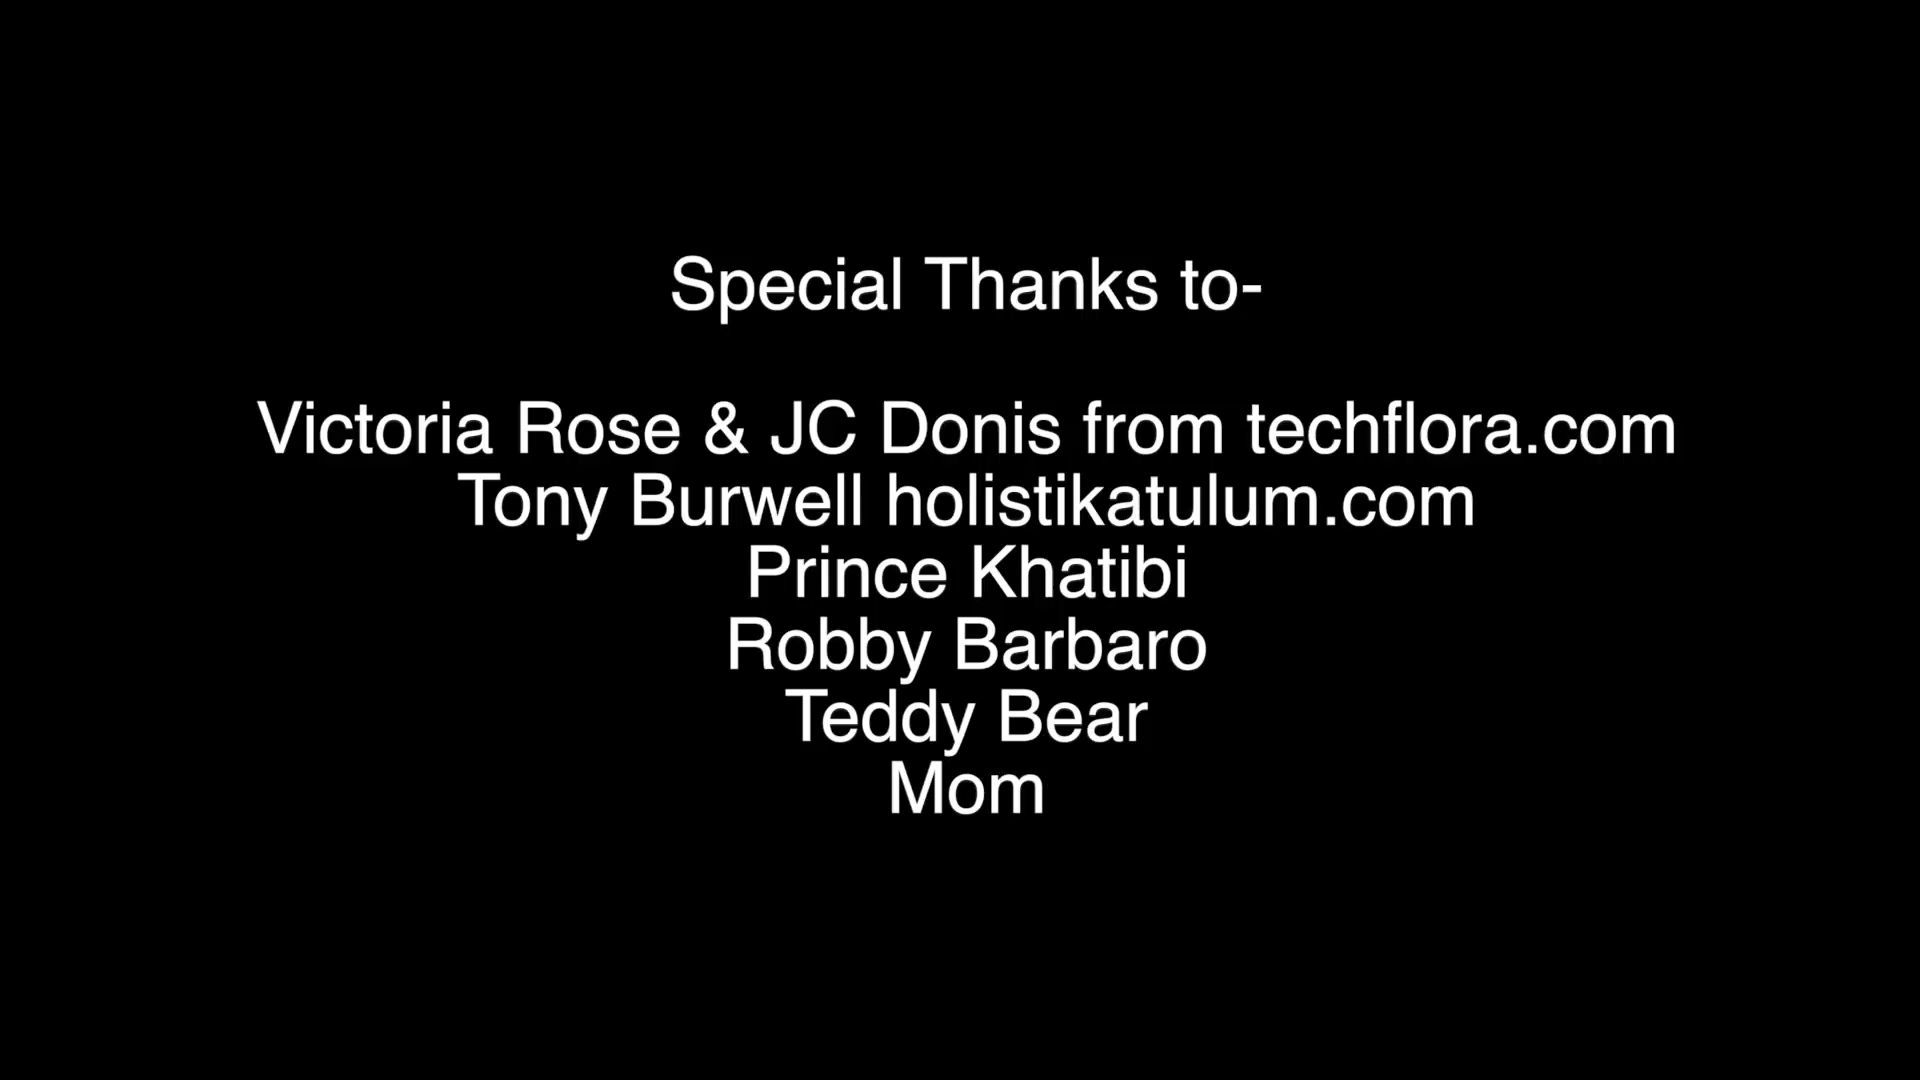 Special Thanks to-
Victoria Rose & JC Donis from techflora.com
Tony Burwell holistikatulum.com
Prince Khatibi
Robby Barbaro
Teddy Bear
Mom